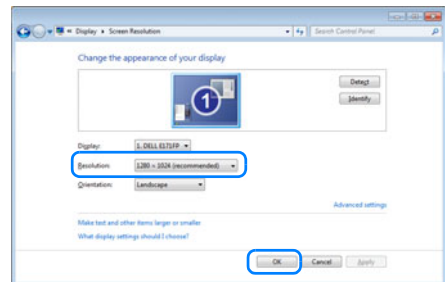 « Display ▸ Screen Resolution
Search Control Panel
Change the appearance of your display
1
Detect
Identify
Display: 1. DELL E171FP
Resolution: 1280 × 1024 (recommended)
Orientation: Landscape
Advanced settings
Make text and other items larger or smaller
What display settings should I choose?
OK Cancel Apply